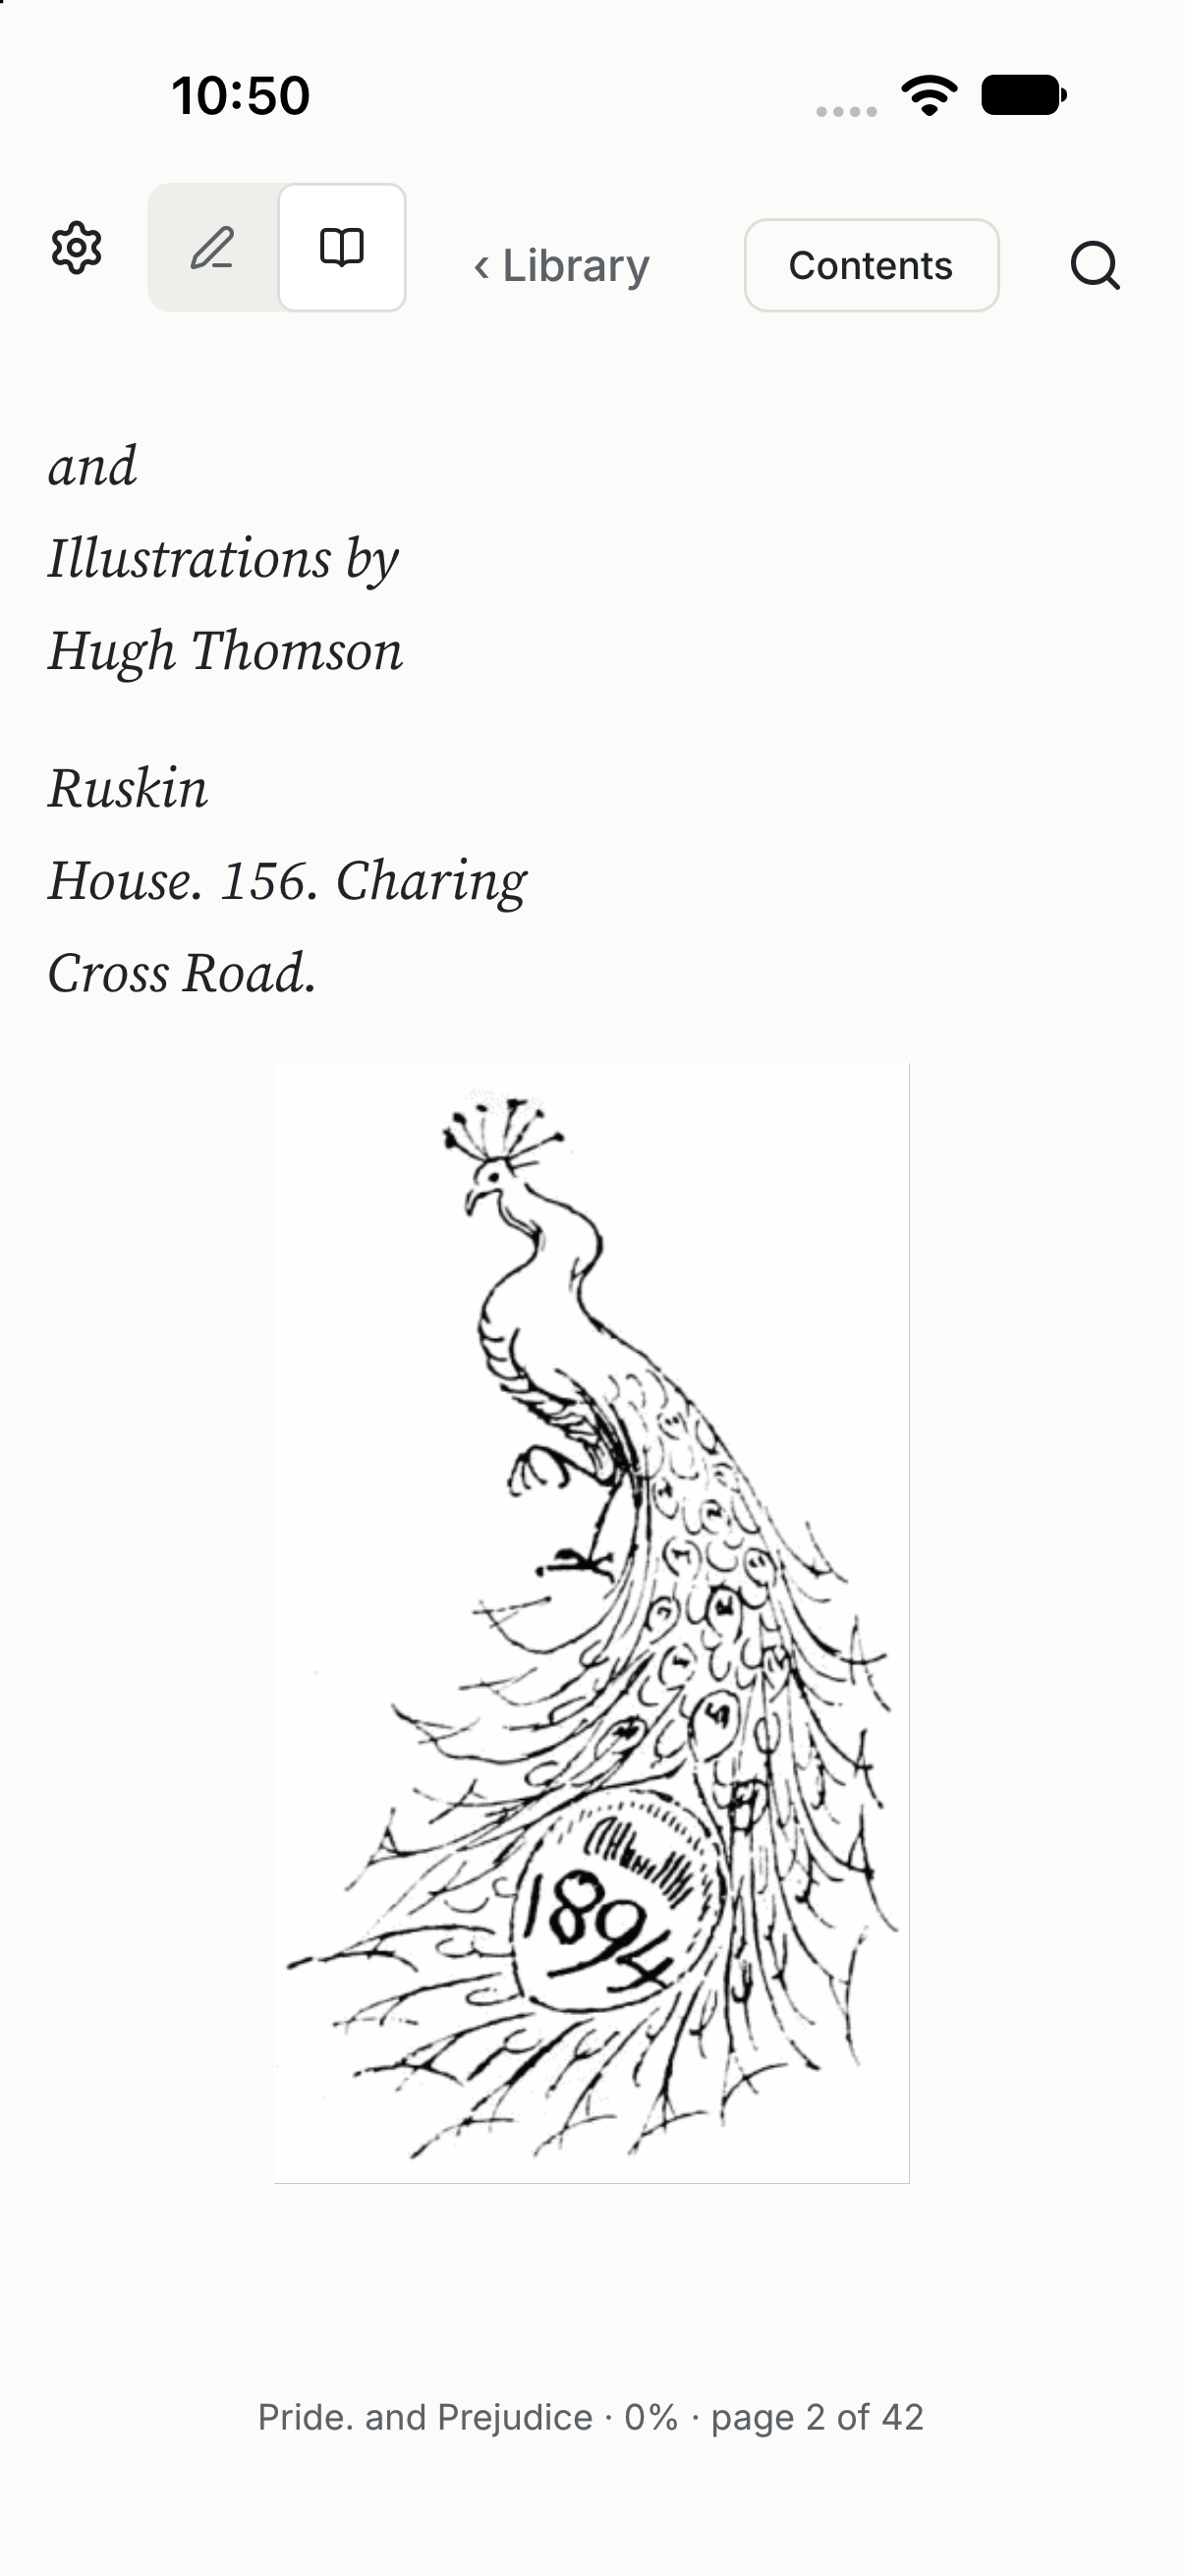 10:50
‹ Library
Contents
and
Illustrations by
Hugh Thomson
Ruskin
House. 156. Charing
Cross Road.
1894
Pride. and Prejudice · 0% · page 2 of 42